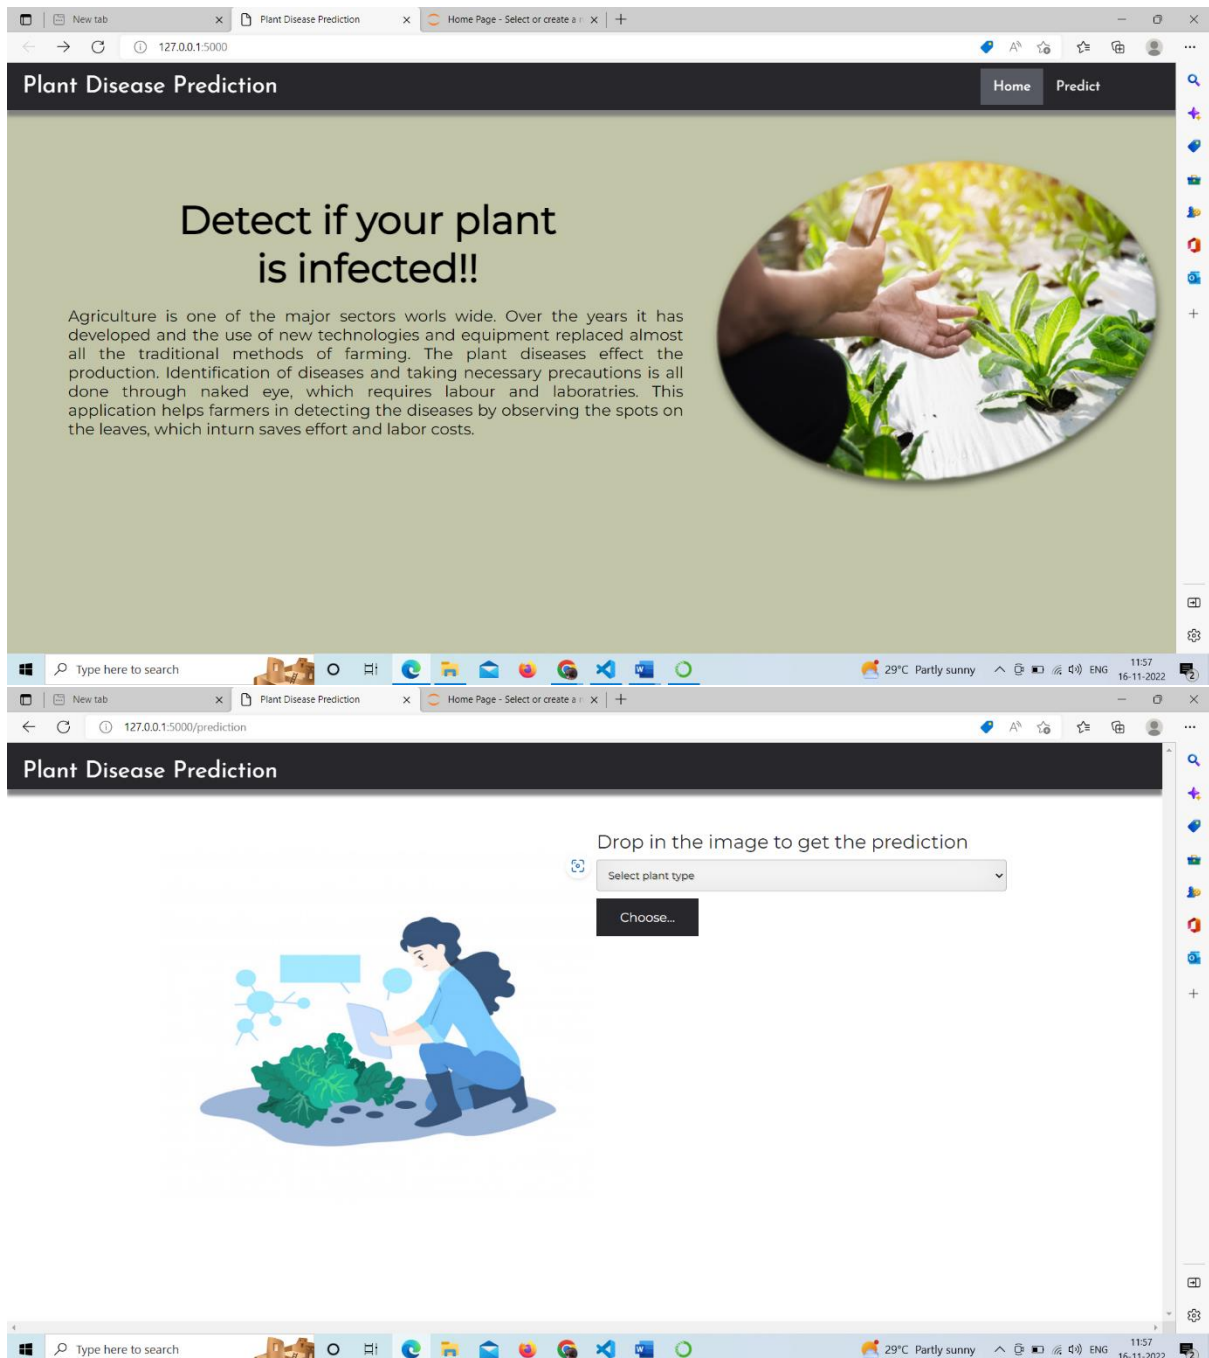 New tab
Plant Disease Prediction
Home Page - Select or create a n
127.0.0.1:5000
Plant Disease Prediction
Home
Predict
Detect if your plant
is infected!!
Agriculture is one of the major sectors worls wide. Over the years it has
developed and the use of new technologies and equipment replaced almost
all the traditional methods of farming. The plant diseases effect the
production. Identification of diseases and taking necessary precautions is all
done through naked eye, which requires labour and laboratries. This
application helps farmers in detecting the diseases by observing the spots on
the leaves, which inturn saves effort and labor costs.
Type here to search
29°C Partly sunny
ENG
11:57
16-11-2022
2
New tab
Plant Disease Prediction
Home Page - Select or create a n
127.0.0.1:5000/prediction
Plant Disease Prediction
Drop in the image to get the prediction
Select plant type
Choose...
Type here to search
29°C Partly sunny
ENG
11:57
16-11-2022
2